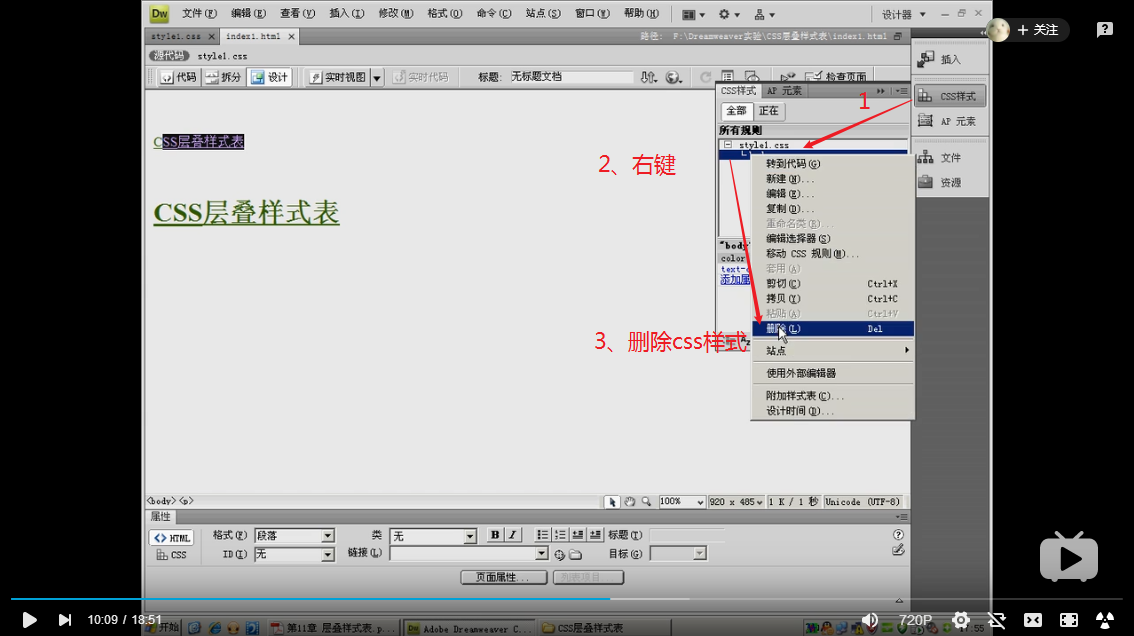 Dw 文件(F) 编辑(E) 查看(V) 插入(I) 修改(M) 格式(O) 命令(C) 站点(S) 窗口(W) 帮助(H) 设计器
+ 关注
style1.css index1.html 路径: F:\Dreamweaver实验\CSS层叠样式表\index1.html
源代码 style1.css
代码 拆分 设计 实时视图 实时代码 标题: 无标题文档 检查页面
插入
CSS样式
AP 元素
文件
资源
CSS样式 AP 元素
全部 正在
所有规则
style1.css
1
2、右键
3、删除css样式
CSS层叠样式表
CSS层叠样式表
转到代码(G)
新建(N)...
编辑(E)...
复制(D)...
重命名类(R)...
编辑选择器(S)
移动 CSS 规则(M)...
套用(A)
剪切(C) Ctrl+X
拷贝(Y) Ctrl+C
粘贴(A) Ctrl+V
删除(L) Del
站点
使用外部编辑器
附加样式表(C)...
设计时间(D)...
"body"
color
text-d
添加属
<body> <p> 100% 920 x 485 1 K / 1 秒 Unicode (UTF-8)
属性
<> HTML 格式(F) 段落 类 无 B I 标题(T)
CSS ID(I) 无 链接(L) 目标(G)
页面属性... 列表项目...
10:09 / 18:51 720P
开始 第11章 层叠样式表.p... Adobe Dreamweaver C... CSS层叠样式表